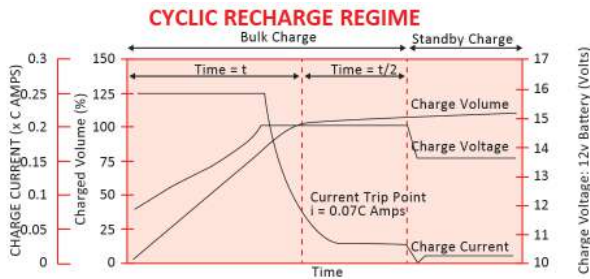 CYCLIC RECHARGE REGIME
Bulk Charge
Standby Charge
Time = t
Time = t/2
Charge Volume
Charge Voltage
Current Trip Point
i = 0.07C Amps
Charge Current
Time
CHARGE CURRENT (x C AMPS)
0.3
0.25
0.2
0.15
0.1
0.05
0
Charged Volume (%)
150
125
100
75
50
25
0
17
16
15
14
13
12
11
10
Charge Voltage: 12v Battery (Volts)